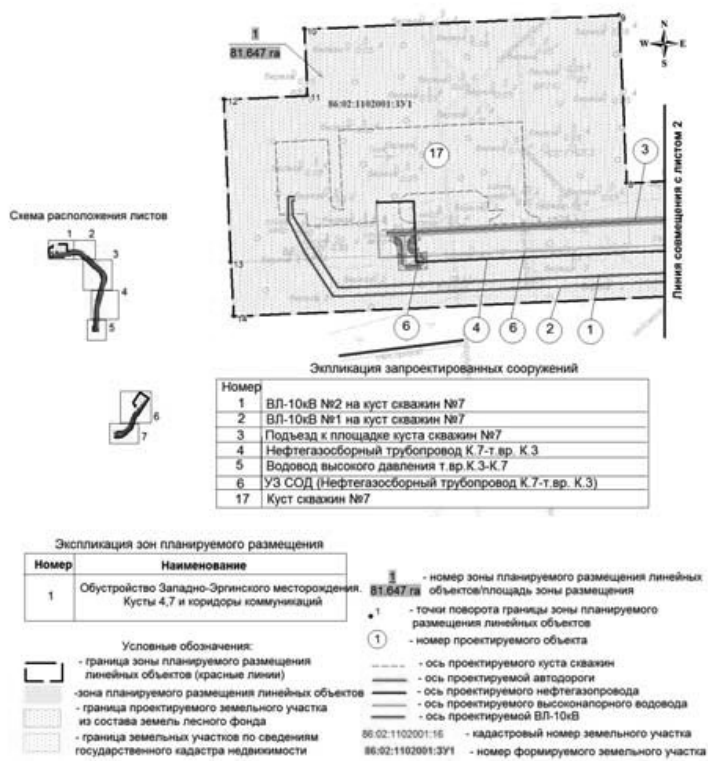 10
9
N
W E
S
1
81.647 га
12
11
86:02:1102001:ЗУ1
17
3
Линия совмещения с листом 2
Схема расположения листов
1 2
3
4
5
6
7
13
14
6
4
6
2
1
Экпликация запроектированных сооружений
Номер
1 ВЛ-10кВ №2 на куст скважин №7
2 ВЛ-10кВ №1 на куст скважин №7
3 Подъезд к площадке куста скважин №7
4 Нефтегазосборный трубопровод К.7-т.вр. К.3
5 Водовод высокого давления т.вр.К.3-К.7
6 УЗ СОД (Нефтегазосборный трубопровод К.7-т.вр. К.3)
17 Куст скважин №7
Экспликация зон планируемого размещения
Номер Наименование
1 Обустройство Западно-Эргинского месторождения.
Кусты 4,7 и коридоры коммуникаций
1
81.647 га
- номер зоны планируемого размещения линейных
объектов/площадь зоны размещения
1 - точки поворота границы зоны планируемого
размещения линейных объектов
1 - номер проектируемого объекта
Условные обозначения:
- граница зоны планируемого размещения
линейных объектов (красные линии)
-зона планируемого размещения линейных объектов
- граница проектируемого земельного участка
из состава земель лесного фонда
- граница земельных участков по сведениям
государственного кадастра недвижимости
- ось проектируемого куста скважин
- ось проектируемой автодороги
- ось проектируемого нефтегазопровода
- ось проектируемого высоконапорного водовода
- ось проектируемой ВЛ-10кВ
86:02:1102001:16 - кадастровый номер земельного участка
86:02:1102001:ЗУ1 - номер формируемого земельного участка